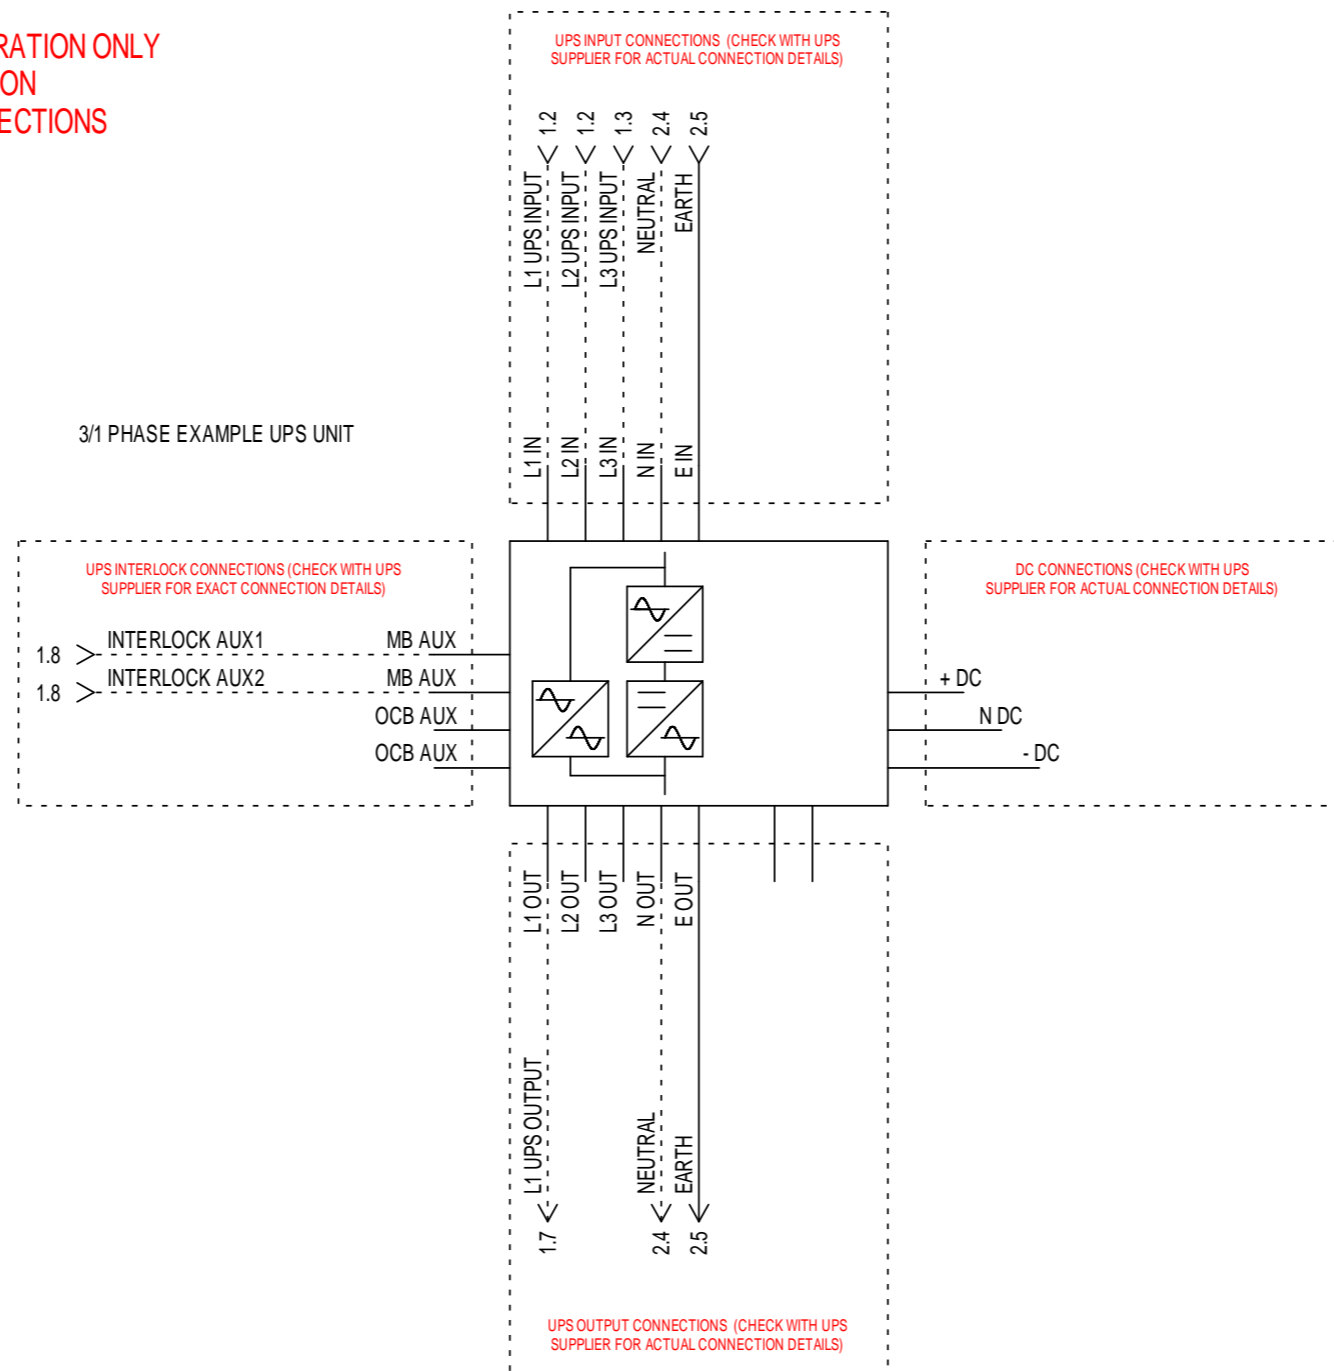 RATION ONLY
ON
ECTIONS
UPS INPUT CONNECTIONS (CHECK WITH UPS
SUPPLIER FOR ACTUAL CONNECTION DETAILS)
1.2
1.2
1.3
2.4
2.5
L1 UPS INPUT
L2 UPS INPUT
L3 UPS INPUT
NEUTRAL
EARTH
3/1 PHASE EXAMPLE UPS UNIT
L1 IN
L2 IN
L3 IN
N IN
E IN
UPS INTERLOCK CONNECTIONS (CHECK WITH UPS
SUPPLIER FOR EXACT CONNECTION DETAILS)
1.8 INTERLOCK AUX1 MB AUX
1.8 INTERLOCK AUX2 MB AUX
OCB AUX
OCB AUX
DC CONNECTIONS (CHECK WITH UPS
SUPPLIER FOR ACTUAL CONNECTION DETAILS)
+ DC
N DC
- DC
L1 OUT
L2 OUT
L3 OUT
N OUT
E OUT
L1 UPS OUTPUT
NEUTRAL
EARTH
1.7
2.4
2.5
UPS OUTPUT CONNECTIONS (CHECK WITH UPS
SUPPLIER FOR ACTUAL CONNECTION DETAILS)